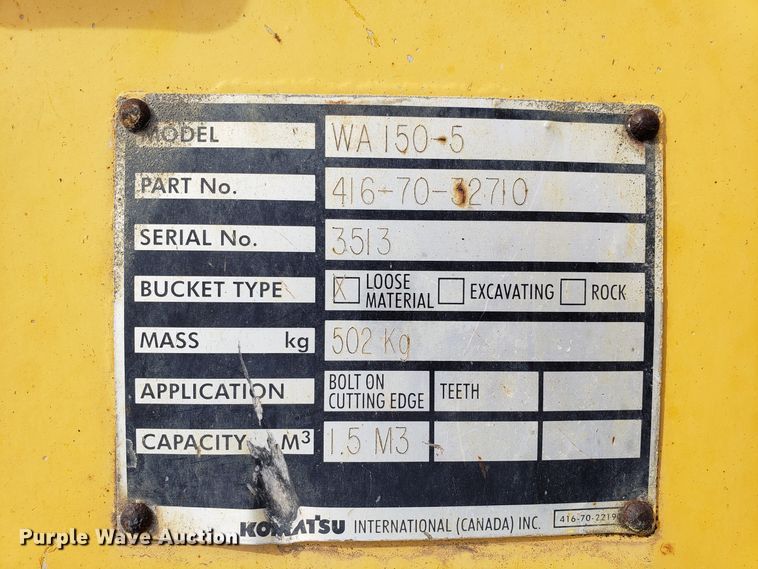 MODEL WA 150-5
PART No. 416-70-32710
SERIAL No. 3513
BUCKET TYPE X LOOSE MATERIAL EXCAVATING ROCK
MASS kg 502 Kg
APPLICATION BOLT ON CUTTING EDGE TEETH
CAPACITY M3 1.5 M3
KOMATSU INTERNATIONAL (CANADA) INC.
Purple Wave Auction